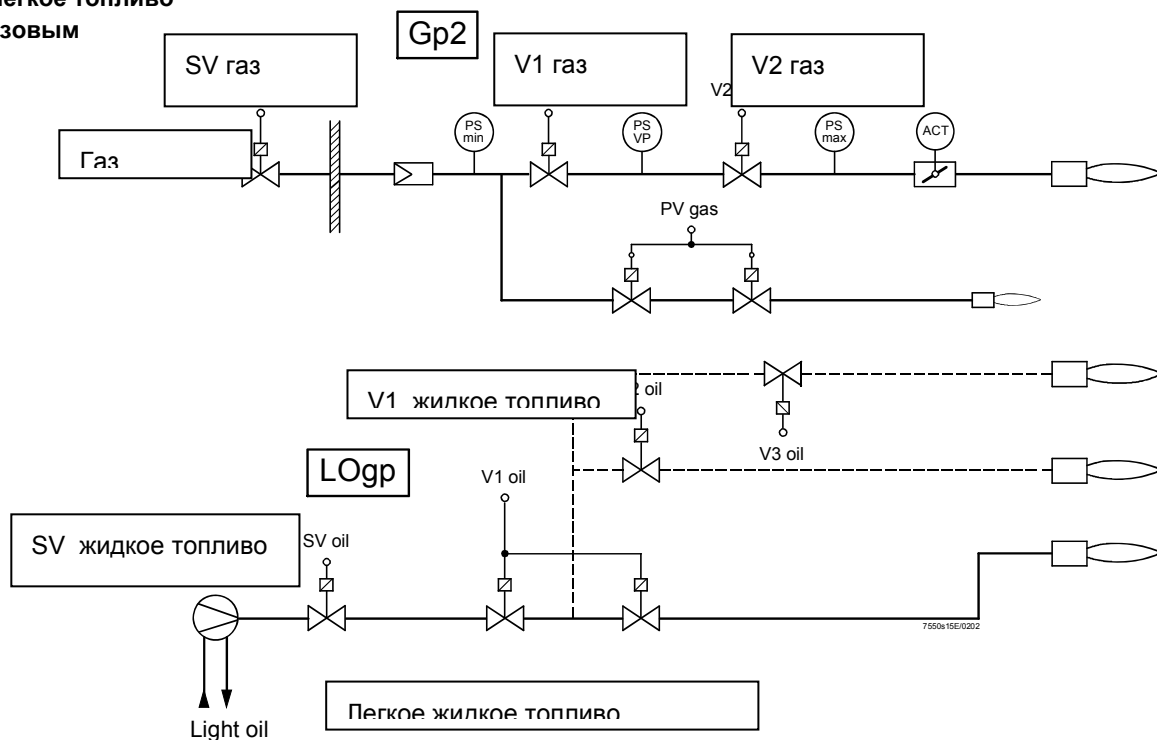 легкое топливо
зовым
Gp2
SV газ
V1 газ
V2 газ
V2
Газ
PS
min
PS
VP
PS
max
ACT
PV gas
V1 жидкое топливо
oil
V3 oil
LOgp
V1 oil
SV жидкое топливо
SV oil
7550s15E/0202
Легкое жидкое топливо
Light oil